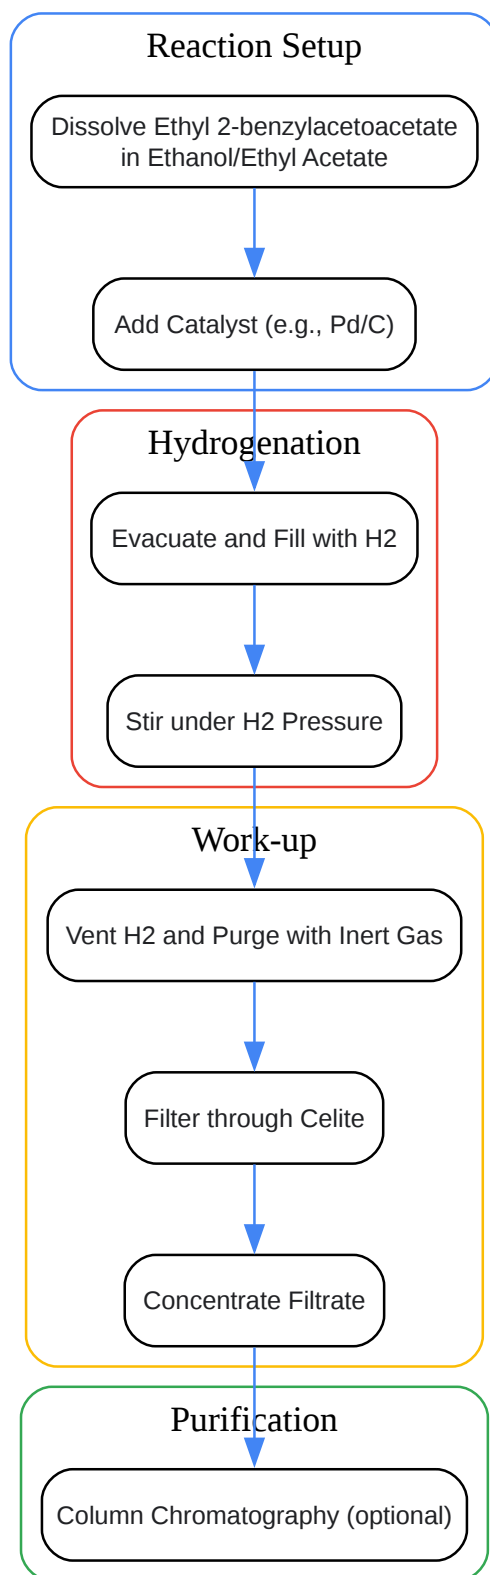 Reaction Setup
Dissolve Ethyl 2-benzylacetoacetate
in Ethanol/Ethyl Acetate
Add Catalyst (e.g., Pd/C)
Hydrogenation
Evacuate and Fill with H2
Stir under H2 Pressure
Work-up
Vent H2 and Purge with Inert Gas
Filter through Celite
Concentrate Filtrate
Purification
Column Chromatography (optional)